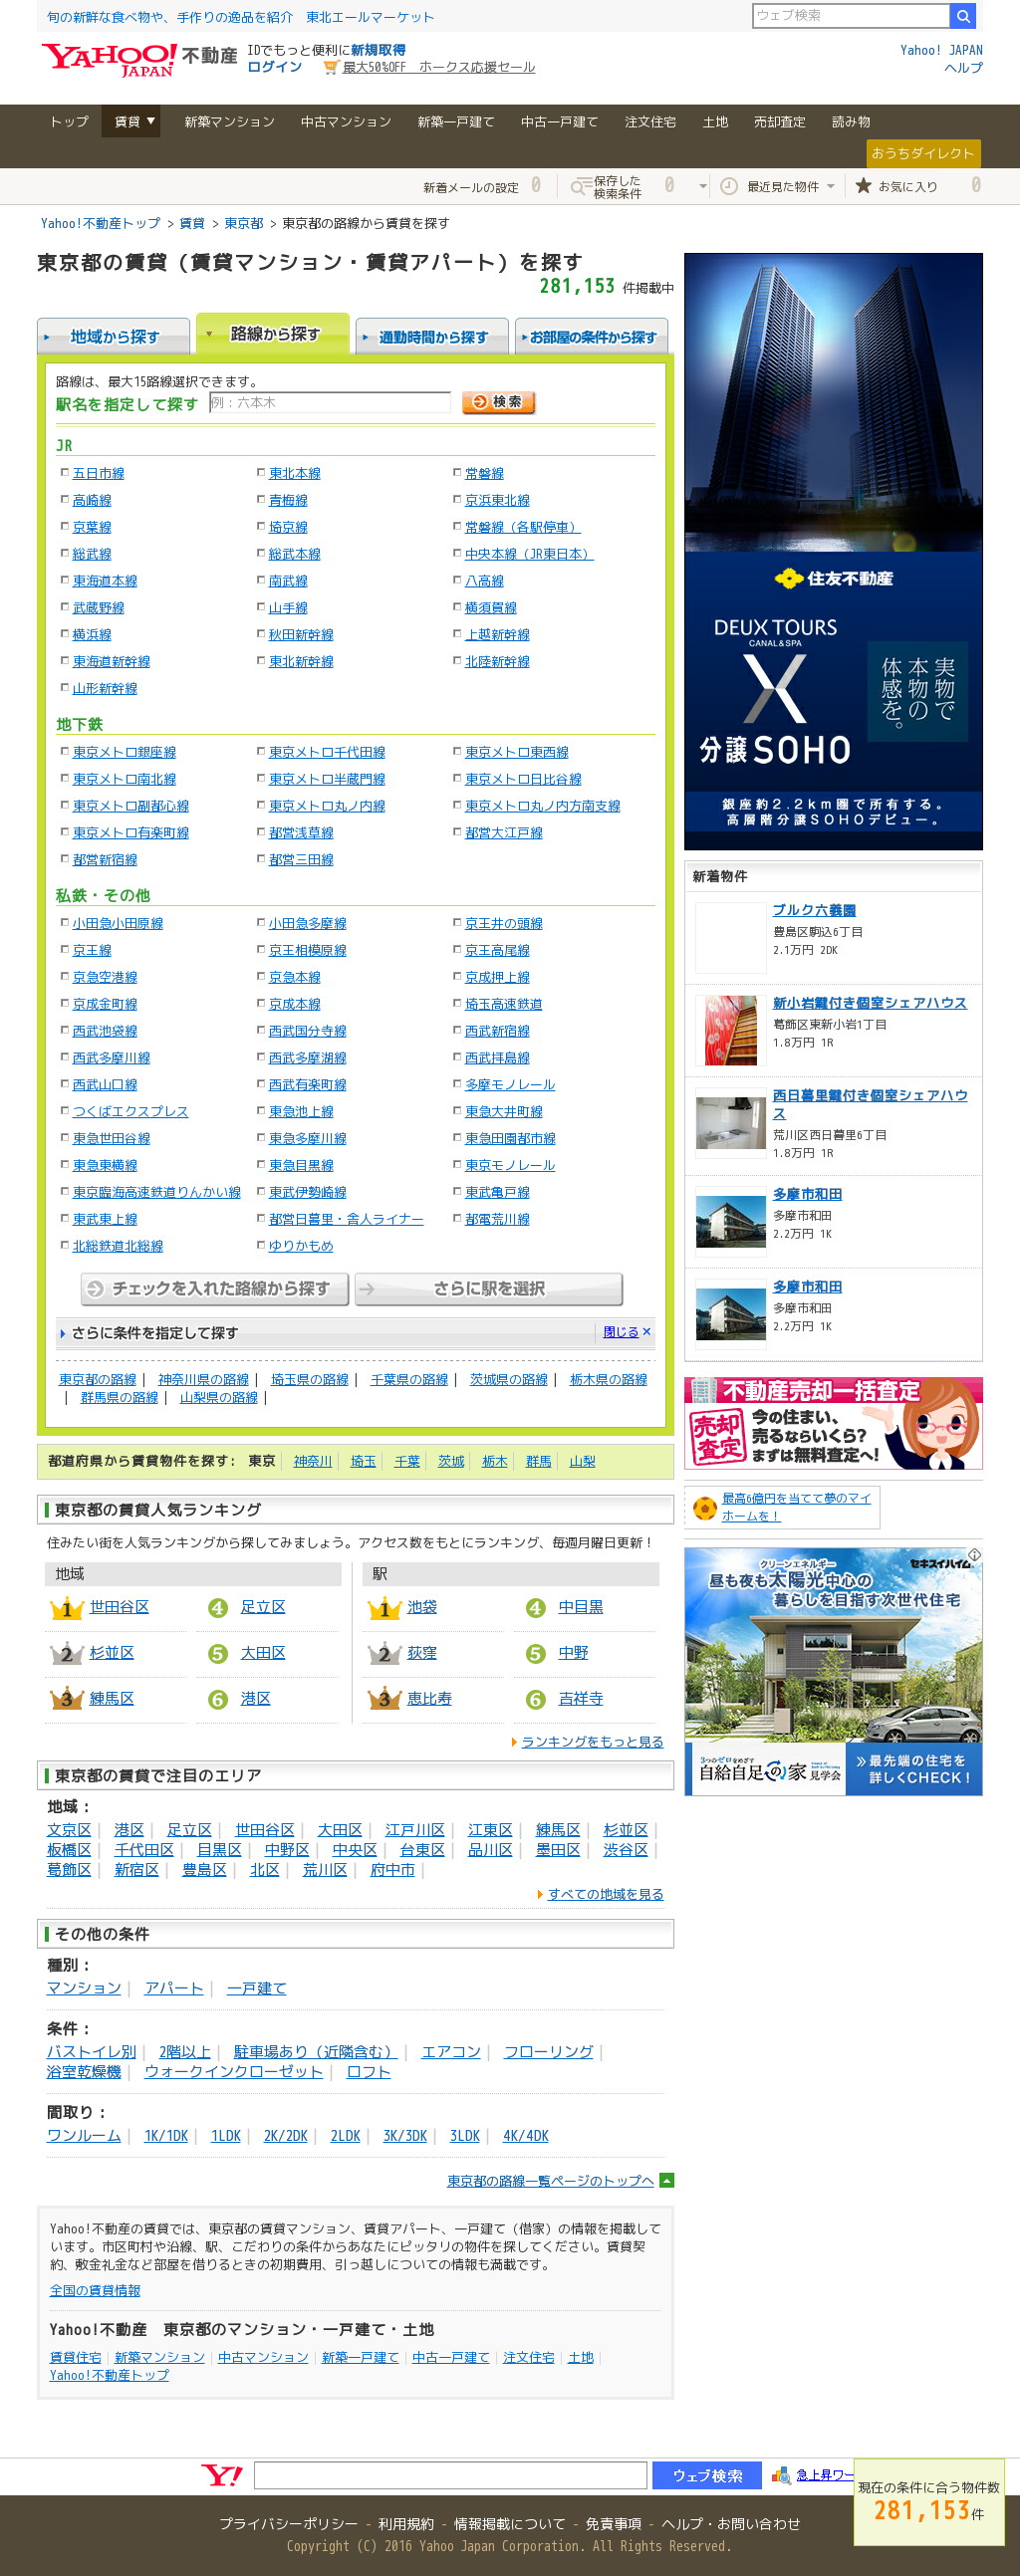 旬の新鮮な食べ物や、手作りの逸品を紹介　東北エールマーケット
ウェブ検索
YAHOO! JAPAN 不動産
IDでもっと便利に新規取得
ログイン
最大50%OFF　ホークス応援セール
Yahoo! JAPAN
ヘルプ
トップ 賃貸 ▼ 新築マンション 中古マンション 新築一戸建て 中古一戸建て 注文住宅 土地 売却査定 読み物
おうちダイレクト
新着メールの設定 0 保存した検索条件 0 最近見た物件 お気に入り 0
Yahoo!不動産トップ > 賃貸 > 東京都 > 東京都の路線から賃貸を探す
東京都の賃貸（賃貸マンション・賃貸アパート）を探す
281,153 件掲載中
地域から探す 路線から探す 通勤時間から探す お部屋の条件から探す
路線は、最大15路線選択できます。
駅名を指定して探す 例：六本木 検索
JR
五日市線 東北本線 常磐線
高崎線 青梅線 京浜東北線
京葉線 埼京線 常磐線（各駅停車）
総武線 総武本線 中央本線（JR東日本）
東海道本線 南武線 八高線
武蔵野線 山手線 横須賀線
横浜線 秋田新幹線 上越新幹線
東海道新幹線 東北新幹線 北陸新幹線
山形新幹線
地下鉄
東京メトロ銀座線 東京メトロ千代田線 東京メトロ東西線
東京メトロ南北線 東京メトロ半蔵門線 東京メトロ日比谷線
東京メトロ副都心線 東京メトロ丸ノ内線 東京メトロ丸ノ内方南支線
東京メトロ有楽町線 都営浅草線 都営大江戸線
都営新宿線 都営三田線
私鉄・その他
小田急小田原線 小田急多摩線 京王井の頭線
京王線 京王相模原線 京王高尾線
京急空港線 京急本線 京成押上線
京成金町線 京成本線 埼玉高速鉄道
西武池袋線 西武国分寺線 西武新宿線
西武多摩川線 西武多摩湖線 西武拝島線
西武山口線 西武有楽町線 多摩モノレール
つくばエクスプレス 東急池上線 東急大井町線
東急世田谷線 東急多摩川線 東急田園都市線
東急東横線 東急目黒線 東京モノレール
東京臨海高速鉄道りんかい線 東武伊勢崎線 東武亀戸線
東武東上線 都営日暮里・舎人ライナー 都電荒川線
北総鉄道北総線 ゆりかもめ
チェックを入れた路線から探す さらに駅を選択
さらに条件を指定して探す 閉じる ×
東京都の路線 | 神奈川県の路線 | 埼玉県の路線 | 千葉県の路線 | 茨城県の路線 | 栃木県の路線
| 群馬県の路線 | 山梨県の路線 |
都道府県から賃貸物件を探す: 東京 神奈川 埼玉 千葉 茨城 栃木 群馬 山梨
東京都の賃貸人気ランキング
住みたい街を人気ランキングから探してみましょう。アクセス数をもとにランキング、毎週月曜日更新！
地域 駅
1 世田谷区 4 足立区 1 池袋 4 中目黒
2 杉並区 5 大田区 2 荻窪 5 中野
3 練馬区 6 港区 3 恵比寿 6 吉祥寺
ランキングをもっと見る
東京都の賃貸で注目のエリア
地域：
文京区 | 港区 | 足立区 | 世田谷区 | 大田区 | 江戸川区 | 江東区 | 練馬区 | 杉並区 |
板橋区 | 千代田区 | 目黒区 | 中野区 | 中央区 | 台東区 | 品川区 | 墨田区 | 渋谷区 |
葛飾区 | 新宿区 | 豊島区 | 北区 | 荒川区 | 府中市 |
すべての地域を見る
その他の条件
種別：
マンション | アパート | 一戸建て
条件：
バストイレ別 | 2階以上 | 駐車場あり（近隣含む） | エアコン | フローリング |
浴室乾燥機 | ウォークインクローゼット | ロフト
間取り：
ワンルーム | 1K/1DK | 1LDK | 2K/2DK | 2LDK | 3K/3DK | 3LDK | 4K/4DK
東京都の路線一覧ページのトップへ
Yahoo!不動産の賃貸では、東京都の賃貸マンション、賃貸アパート、一戸建て（借家）の情報を掲載して
います。市区町村や沿線、駅、こだわりの条件からあなたにピッタリの物件を探してください。賃貸契
約、敷金礼金など部屋を借りるときの初期費用、引っ越しについての情報も満載です。
全国の賃貸情報
Yahoo!不動産　東京都のマンション・一戸建て・土地
賃貸住宅 | 新築マンション | 中古マンション | 新築一戸建て | 中古一戸建て | 注文住宅 | 土地 |
Yahoo!不動産トップ
住友不動産
DEUX TOURS
CANAL&SPA
X
実物の本物ので体感を。
分譲SOHO
銀座約2.2km圏で所有する。
高層階分譲SOHOデビュー。
新着物件
ブルク六義園
豊島区駒込6丁目
2.1万円 2DK
新小岩鍵付き個室シェアハウス
葛飾区東新小岩1丁目
1.8万円 1R
西日暮里鍵付き個室シェアハウ
ス
荒川区西日暮里6丁目
1.8万円 1R
多摩市和田
多摩市和田
2.2万円 1K
多摩市和田
多摩市和田
2.2万円 1K
不動産売却一括査定
売却査定
今の住まい、
売るならいくら?
まずは無料査定へ!
最高6億円を当てて夢のマイ
ホームを！
クリーンエネルギー
セキスイハイム
昼も夜も太陽光中心の
暮らしを目指す次世代住宅
3つのゼロをめざす
自給自足の家 見学会
最先端の住宅を
詳しくCHECK!
Y! ウェブ検索 急上昇ワー
現在の条件に合う物件数
281,153件
プライバシーポリシー - 利用規約 - 情報掲載について - 免責事項 - ヘルプ・お問い合わせ
Copyright (C) 2016 Yahoo Japan Corporation. All Rights Reserved.